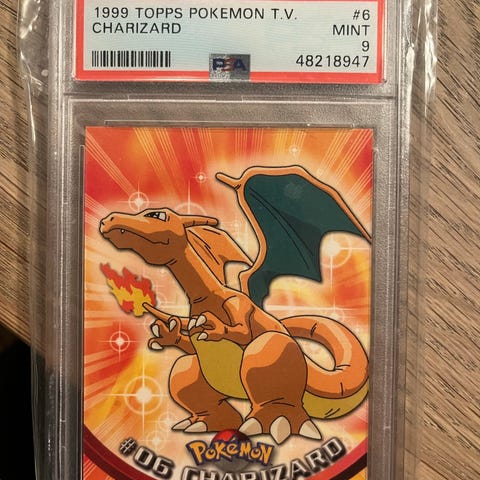 1999 TOPPS POKEMON T.V. #6
CHARIZARD MINT
9
PSA 48218947
POKéMON
#06 CHARIZARD